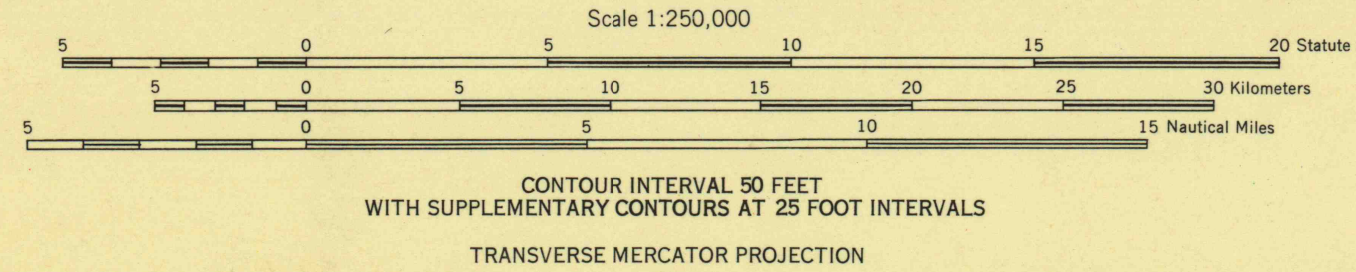 Scale 1:250,000
5 0 5 10 15 20 Statute
5 0 5 10 15 20 25 30 Kilometers
5 0 5 10 15 Nautical Miles
CONTOUR INTERVAL 50 FEET
WITH SUPPLEMENTARY CONTOURS AT 25 FOOT INTERVALS
TRANSVERSE MERCATOR PROJECTION